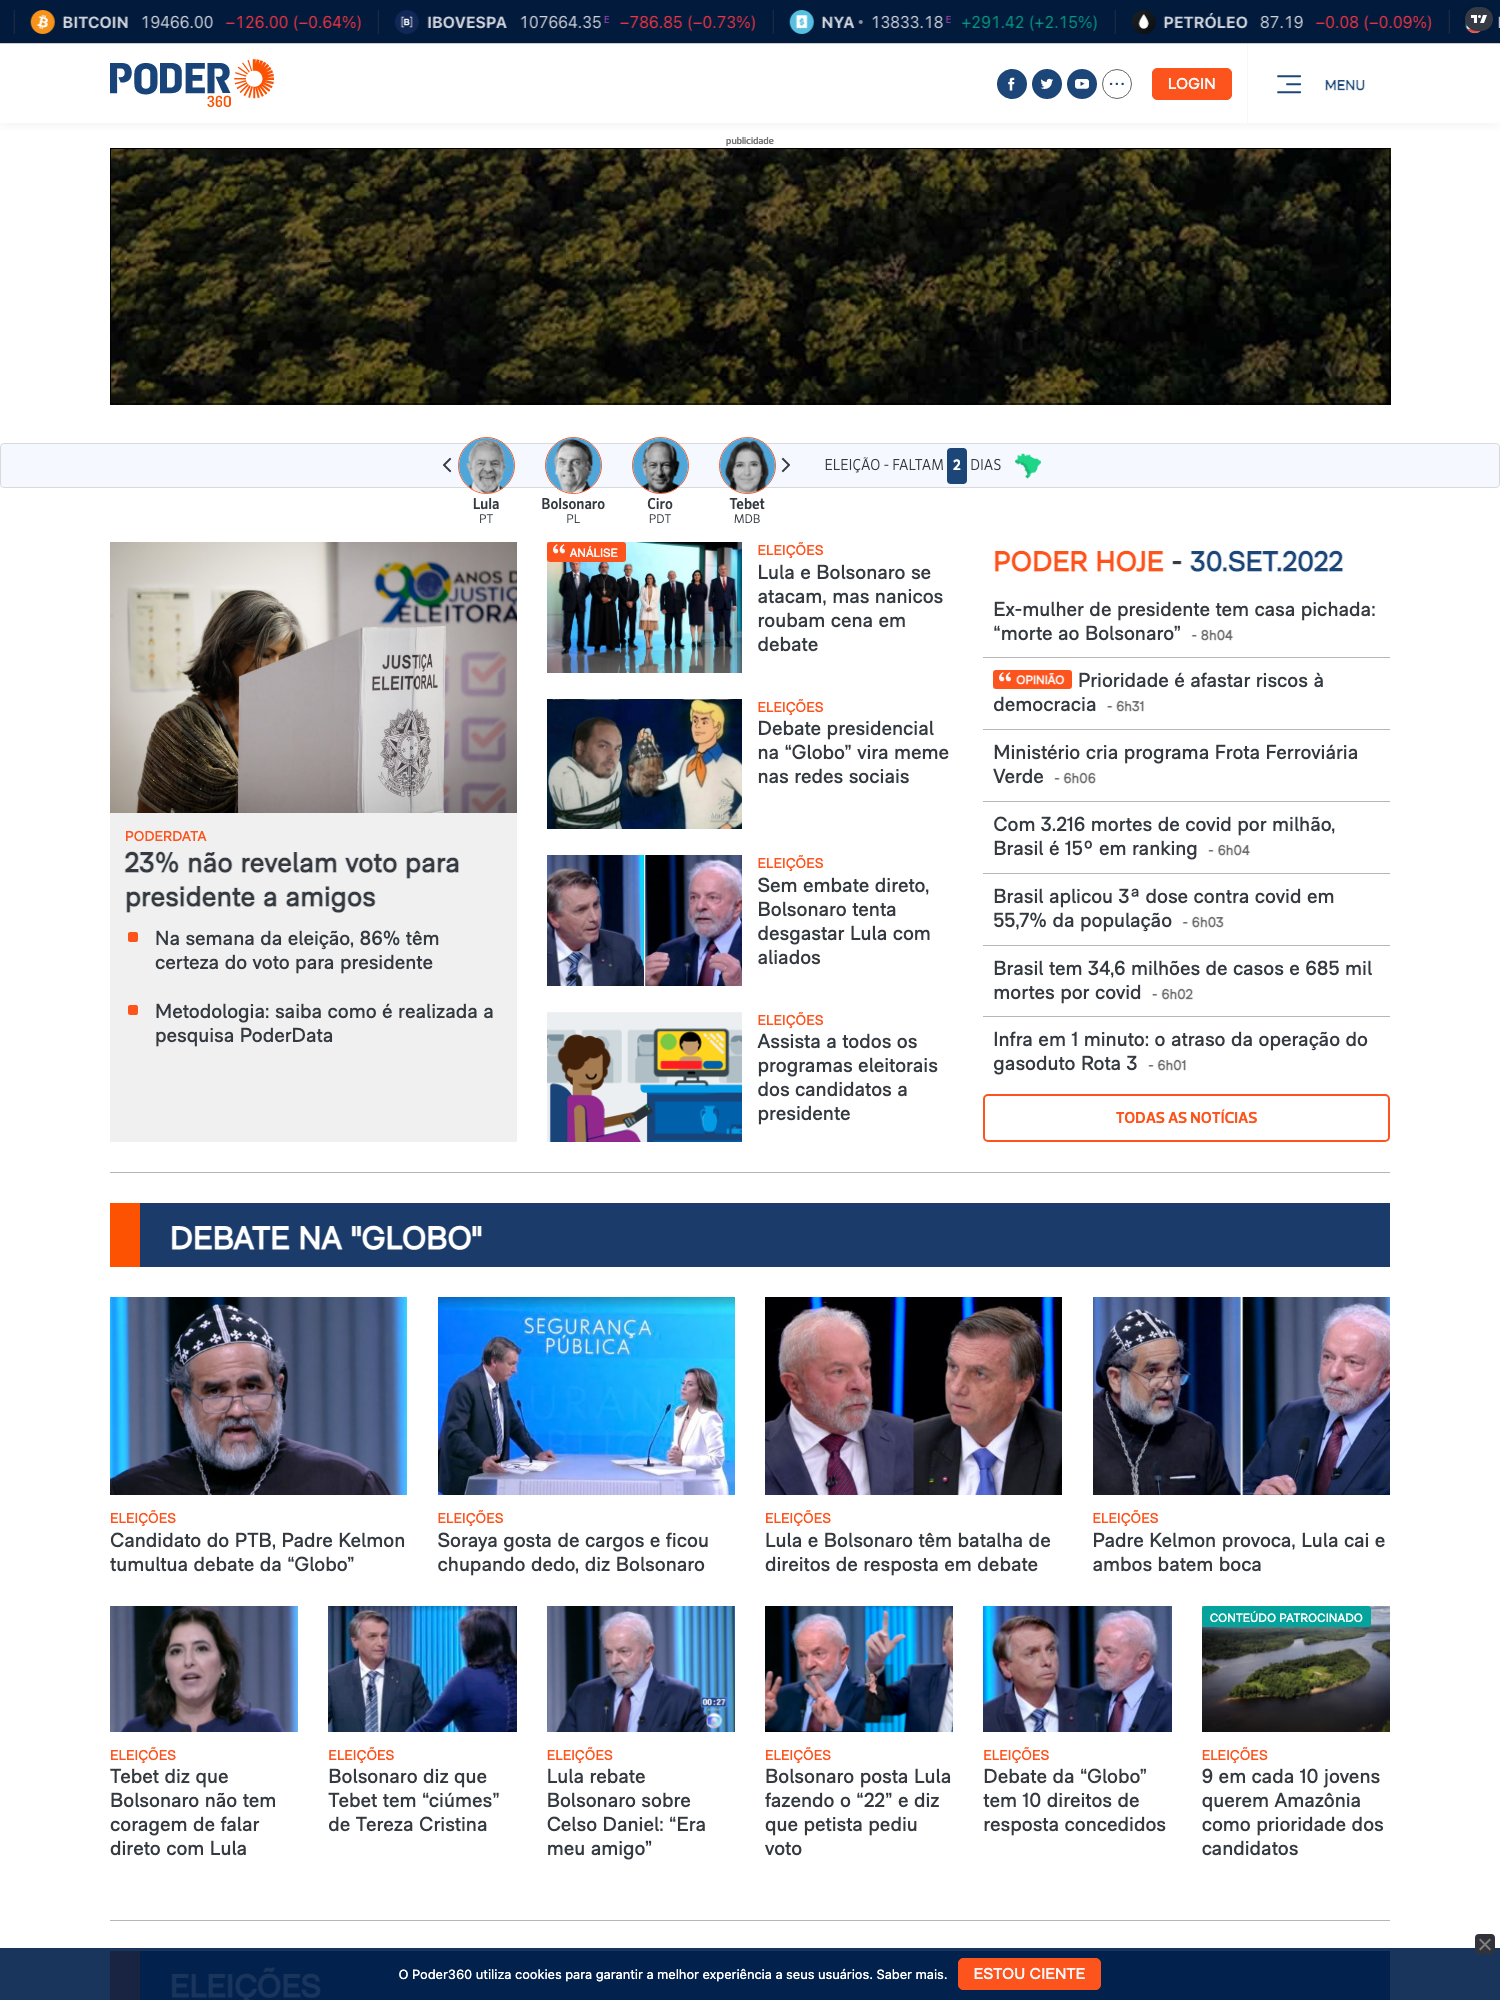 BITCOIN 19466.00 −126.00 (−0.64%) IBOVESPA 107664.35 E −786.85 (−0.73%) NYA 13833.18 E +291.42 (+2.15%) PETRÓLEO 87.19 −0.08 (−0.09%)
PODER
360
LOGIN
MENU
publicidade
ELEIÇÃO - FALTAM 2 DIAS
Lula
PT
Bolsonaro
PL
Ciro
PDT
Tebet
MDB
90 ANOS D
JUSTIÇ
ELEITORA
JUSTIÇA
ELEITORAL
PODERDATA
23% não revelam voto para
presidente a amigos
Na semana da eleição, 86% têm
certeza do voto para presidente
Metodologia: saiba como é realizada a
pesquisa PoderData
ANÁLISE
ELEIÇÕES
Lula e Bolsonaro se
atacam, mas nanicos
roubam cena em
debate
ELEIÇÕES
Debate presidencial
na “Globo” vira meme
nas redes sociais
ELEIÇÕES
Sem embate direto,
Bolsonaro tenta
desgastar Lula com
aliados
ELEIÇÕES
Assista a todos os
programas eleitorais
dos candidatos a
presidente
PODER HOJE - 30.SET.2022
Ex-mulher de presidente tem casa pichada:
“morte ao Bolsonaro” - 8h04
OPINIÃO Prioridade é afastar riscos à
democracia - 6h31
Ministério cria programa Frota Ferroviária
Verde - 6h06
Com 3.216 mortes de covid por milhão,
Brasil é 15º em ranking - 6h04
Brasil aplicou 3ª dose contra covid em
55,7% da população - 6h03
Brasil tem 34,6 milhões de casos e 685 mil
mortes por covid - 6h02
Infra em 1 minuto: o atraso da operação do
gasoduto Rota 3 - 6h01
TODAS AS NOTÍCIAS
DEBATE NA "GLOBO"
SEGURANÇA
PÚBLICA
ELEIÇÕES
Candidato do PTB, Padre Kelmon
tumultua debate da “Globo”
ELEIÇÕES
Soraya gosta de cargos e ficou
chupando dedo, diz Bolsonaro
ELEIÇÕES
Lula e Bolsonaro têm batalha de
direitos de resposta em debate
ELEIÇÕES
Padre Kelmon provoca, Lula cai e
ambos batem boca
00:27
CONTEÚDO PATROCINADO
ELEIÇÕES
Tebet diz que
Bolsonaro não tem
coragem de falar
direto com Lula
ELEIÇÕES
Bolsonaro diz que
Tebet tem “ciúmes”
de Tereza Cristina
ELEIÇÕES
Lula rebate
Bolsonaro sobre
Celso Daniel: “Era
meu amigo”
ELEIÇÕES
Bolsonaro posta Lula
fazendo o “22” e diz
que petista pediu
voto
ELEIÇÕES
Debate da “Globo”
tem 10 direitos de
resposta concedidos
ELEIÇÕES
9 em cada 10 jovens
querem Amazônia
como prioridade dos
candidatos
ELEIÇÕES
O Poder360 utiliza cookies para garantir a melhor experiência a seus usuários. Saber mais.
ESTOU CIENTE